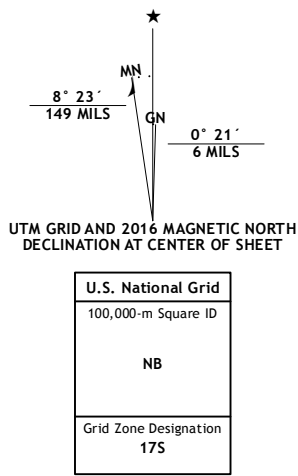 ★
MN
GN
8° 23´
149 MILS
0° 21´
6 MILS
UTM GRID AND 2016 MAGNETIC NORTH
DECLINATION AT CENTER OF SHEET
U.S. National Grid
100,000-m Square ID
NB
Grid Zone Designation
17S